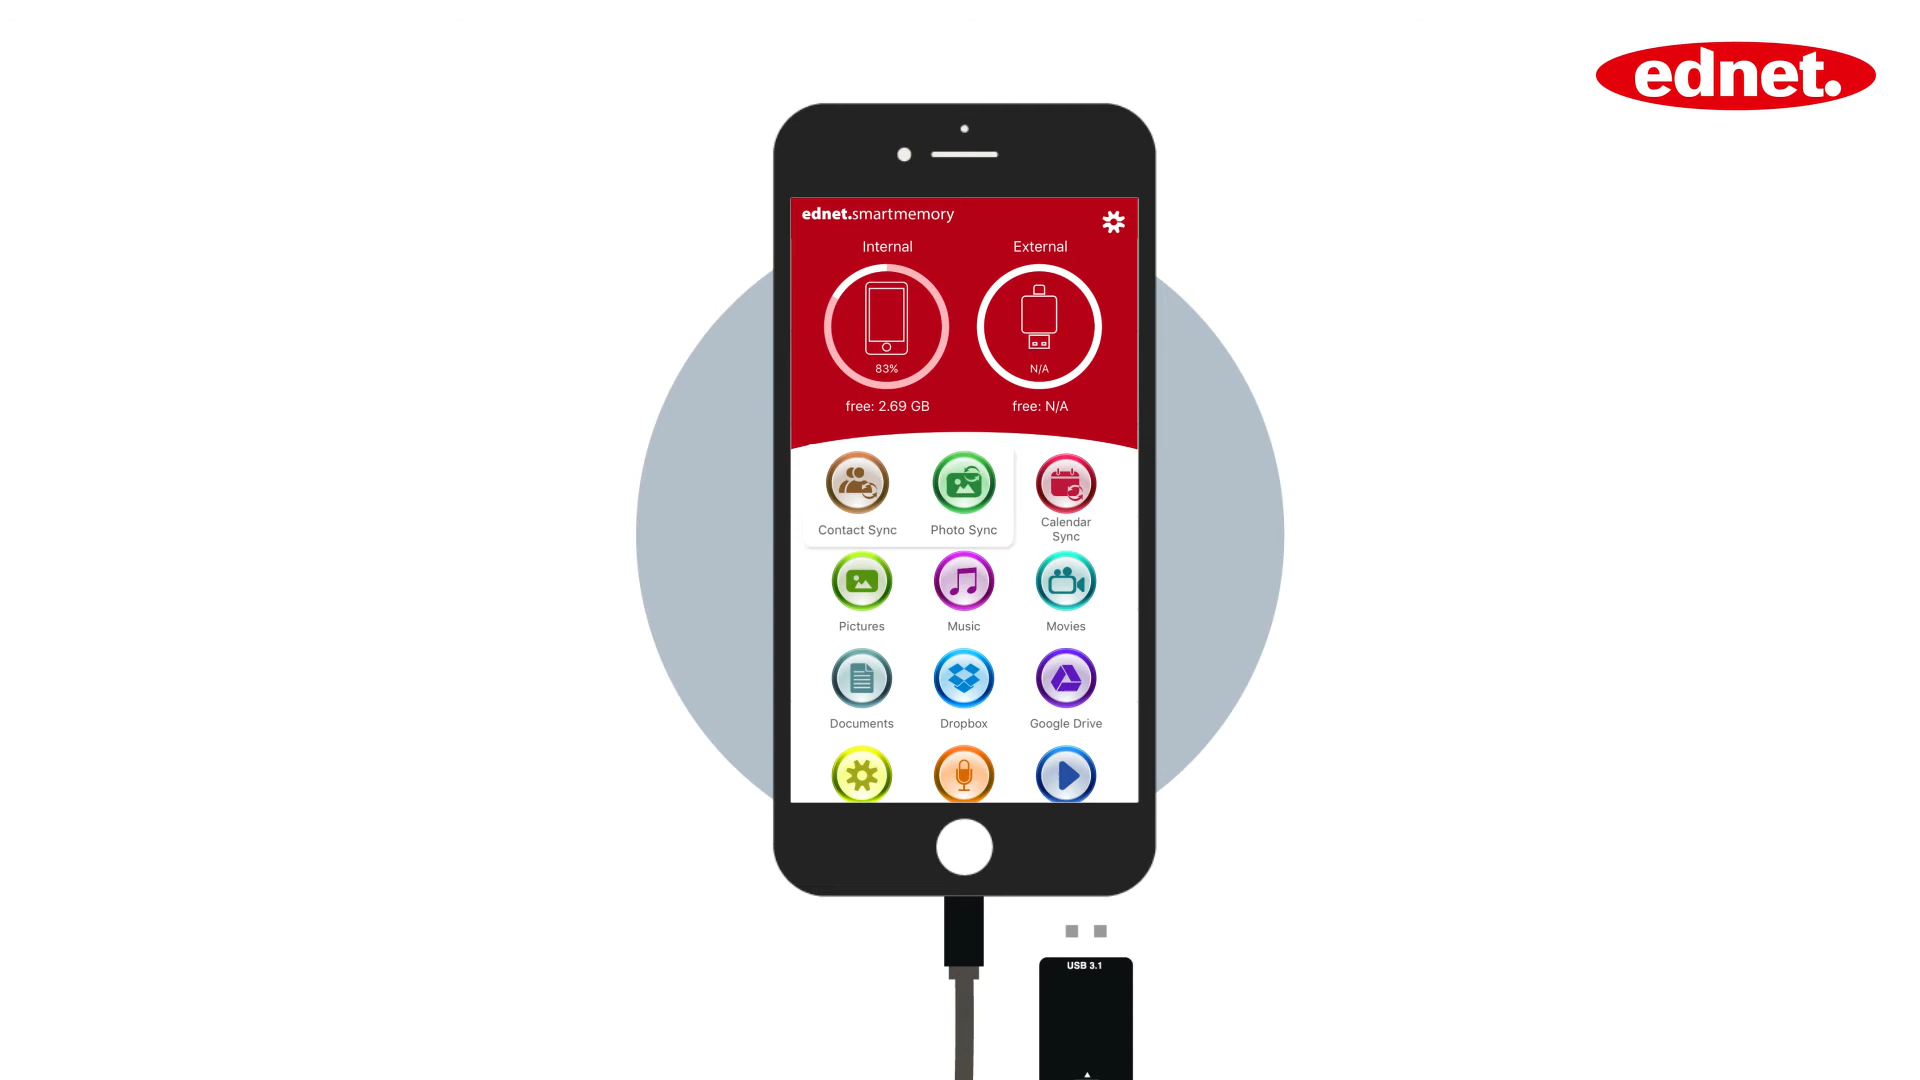 ednet.
ednet.smartmemory
Internal
External
83%
N/A
free: 2.69 GB
free: N/A
Contact Sync
Photo Sync
Calendar
Sync
Pictures
Music
Movies
Documents
Dropbox
Google Drive
USB 3.1